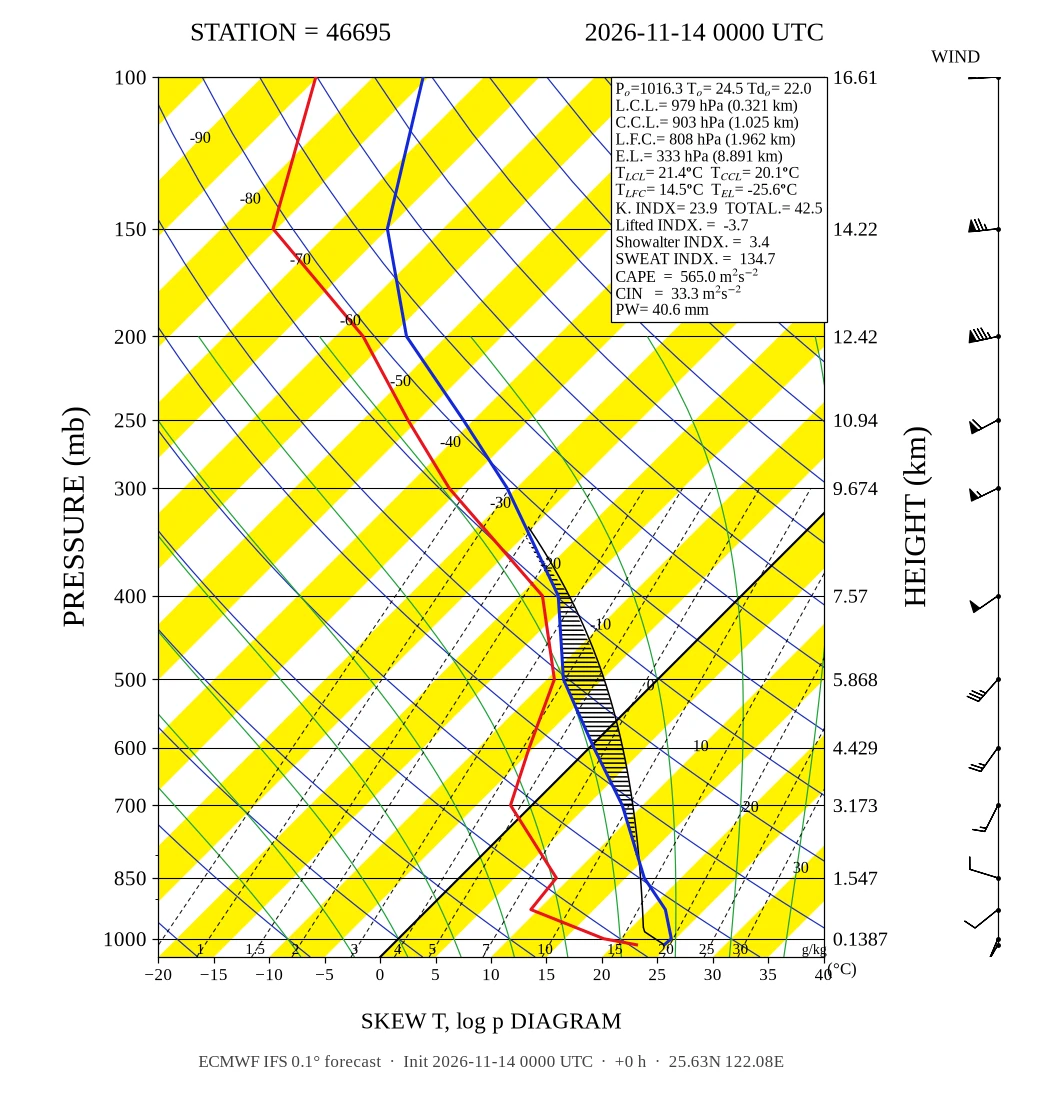 STATION = 46695
2026-11-14 0000 UTC
WIND
P₀=1016.3 T₀= 24.5 Td₀= 22.0
L.C.L.= 979 hPa (0.321 km)
C.C.L.= 903 hPa (1.025 km)
L.F.C.= 808 hPa (1.962 km)
E.L.= 333 hPa (8.891 km)
T_LCL= 21.4°C T_CCL= 20.1°C
T_LFC= 14.5°C T_EL= -25.6°C
K. INDX= 23.9 TOTAL.= 42.5
Lifted INDX. = -3.7
Showalter INDX. = 3.4
SWEAT INDX. = 134.7
CAPE = 565.0 m²s⁻²
CIN = 33.3 m²s⁻²
PW= 40.6 mm
100 16.61
-90
-80
150 14.22
-70
-60
200 12.42
-50
250 10.94
-40
300 9.674
-30
-20
400 7.57
-10
500 5.868
0
600 4.429
10
700 3.173
20
30
850 1.547
1000 0.1387
PRESSURE (mb)
HEIGHT (km)
1 1.5 2 3 4 5 7 10 15 20 25 30 g/kg
−20 −15 −10 −5 0 5 10 15 20 25 30 35 40 (°C)
SKEW T, log p DIAGRAM
ECMWF IFS 0.1° forecast · Init 2026-11-14 0000 UTC · +0 h · 25.63N 122.08E